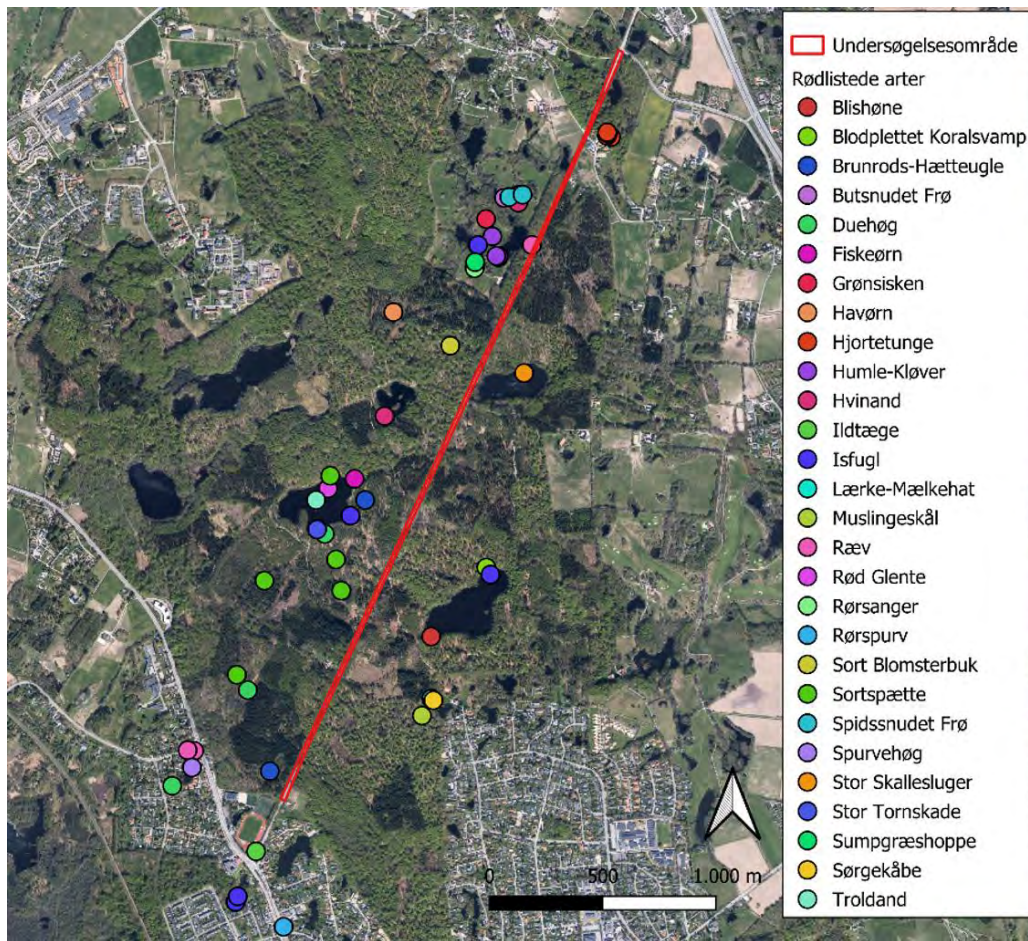 Undersøgelsesområde
Rødlistede arter
Blishøne
Blodplettet Koralsvamp
Brunrods-Hætteugle
Butsnudet Frø
Duehøg
Fiskeørn
Grønsisken
Havørn
Hjortetunge
Humle-Kløver
Hvinand
Ildtæge
Isfugl
Lærke-Mælkehat
Muslingeskål
Ræv
Rød Glente
Rørsanger
Rørspurv
Sort Blomsterbuk
Sortspætte
Spidssnudet Frø
Spurvehøg
Stor Skallesluger
Stor Tornskade
Sumpgræshoppe
Sørgekåbe
Troldand
0 500 1.000 m